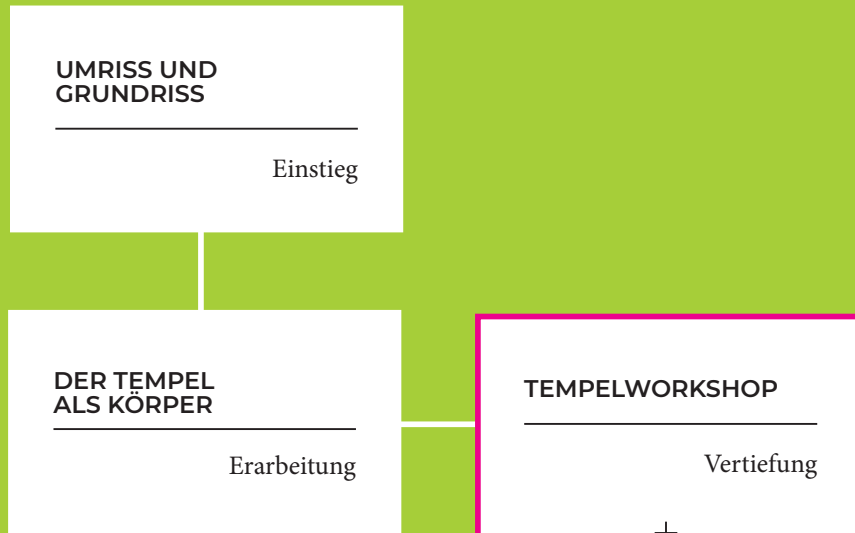 UMRISS UND
GRUNDRISS
Einstieg
DER TEMPEL
ALS KÖRPER
Erarbeitung
TEMPELWORKSHOP
Vertiefung